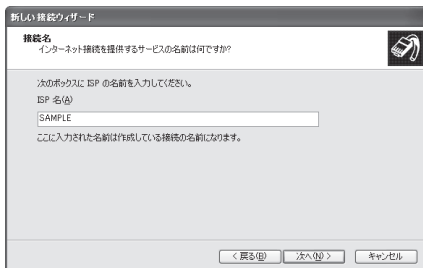 新しい接続ウィザード
接続名
インターネット接続を提供するサービスの名前は何ですか?
次のボックスに ISP の名前を入力してください。
ISP 名(A)
SAMPLE
ここに入力された名前は作成している接続の名前になります。
< 戻る(B) 次へ(N) > キャンセル